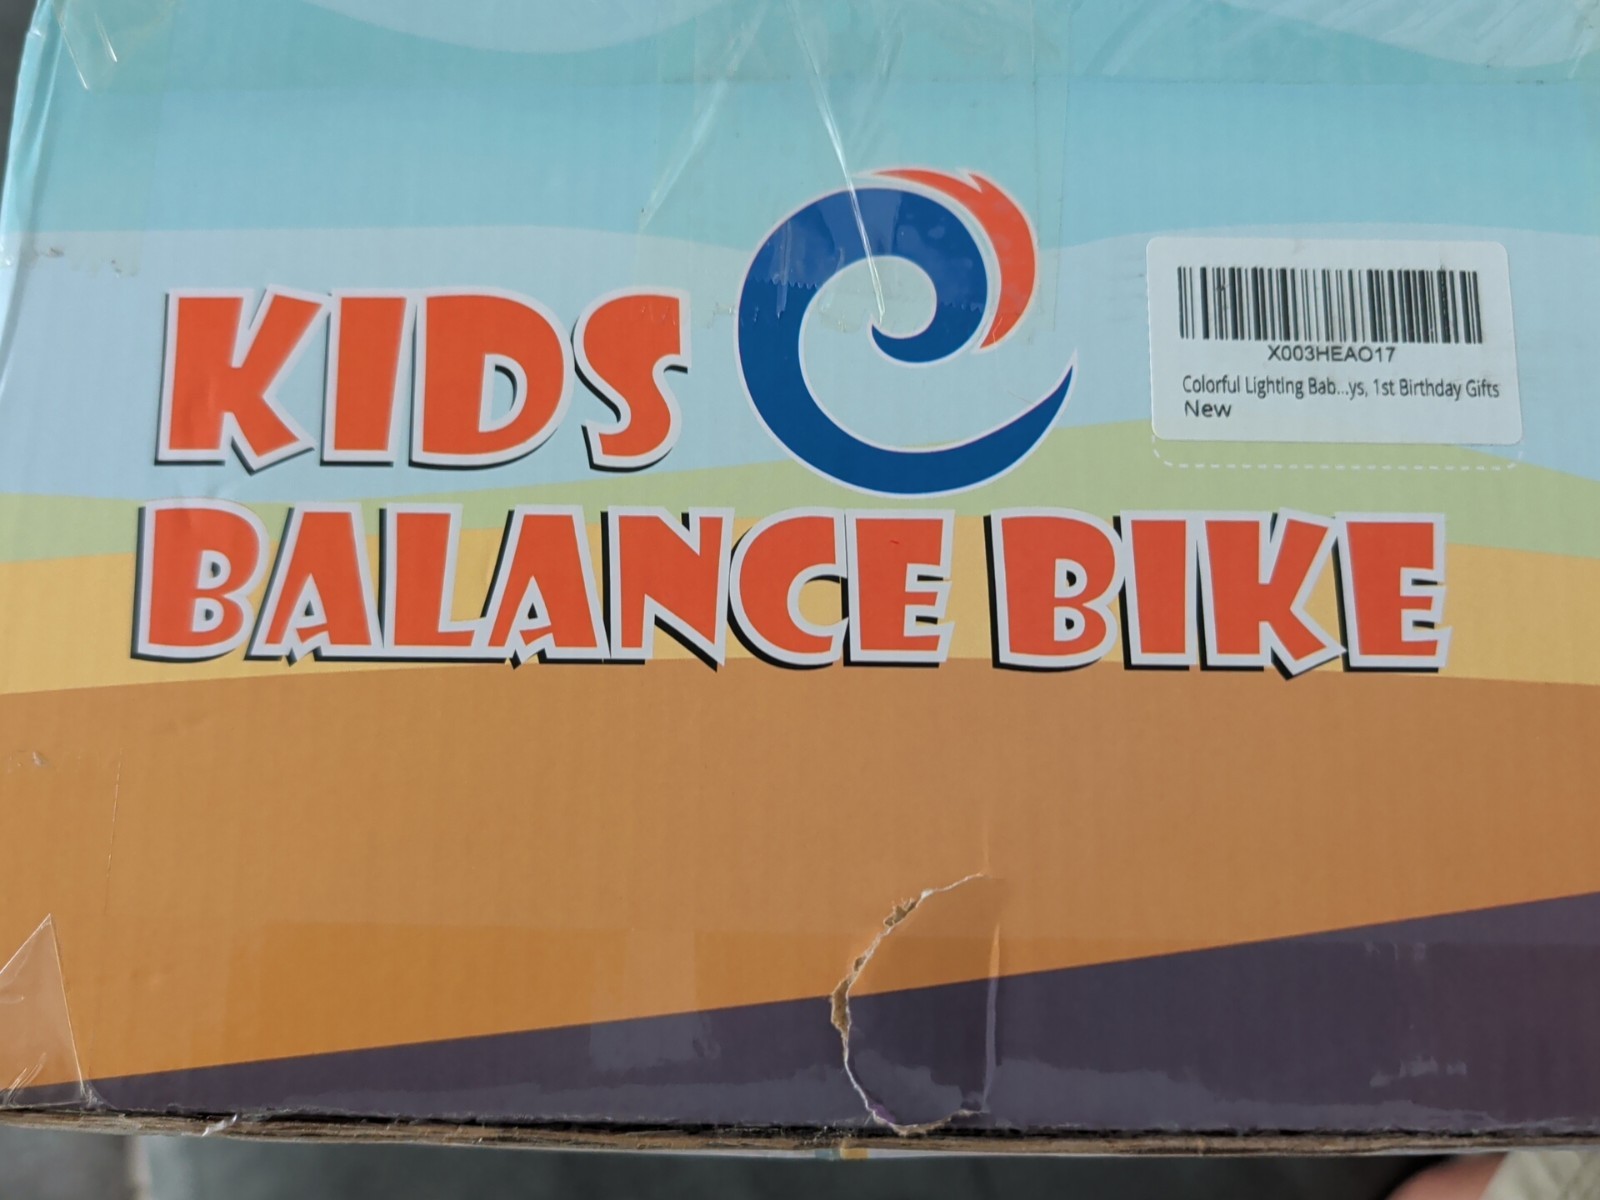 KIDS
BALANCE BIKE
X003HEAO17
Colorful Lighting Bab...ys, 1st Birthday Gifts
New